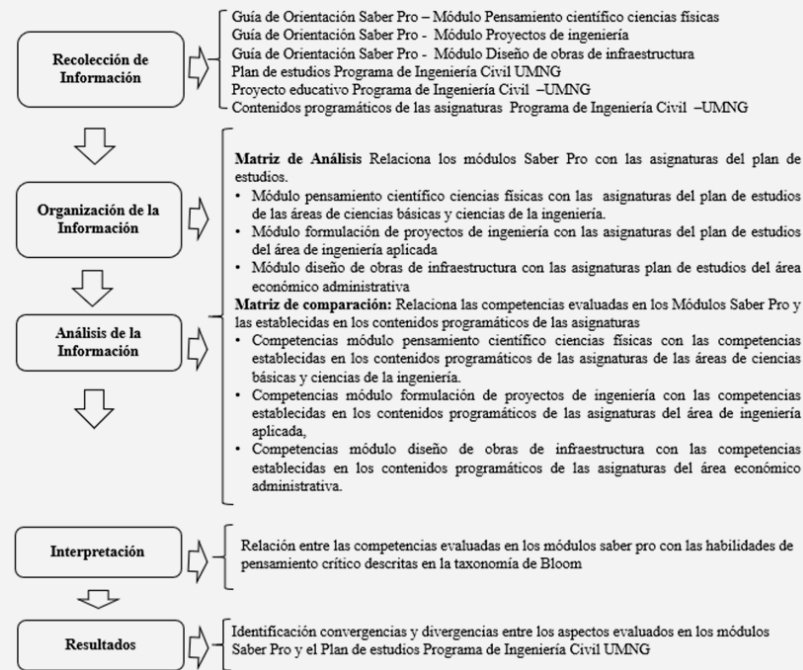 Recolección de
Información
Guía de Orientación Saber Pro – Módulo Pensamiento científico ciencias físicas
Guía de Orientación Saber Pro - Módulo Proyectos de ingeniería
Guía de Orientación Saber Pro - Módulo Diseño de obras de infraestructura
Plan de estudios Programa de Ingeniería Civil UMNG
Proyecto educativo Programa de Ingeniería Civil –UMNG
Contenidos programáticos de las asignaturas Programa de Ingeniería Civil –UMNG
Organización de la
Información
Matriz de Análisis Relaciona los módulos Saber Pro con las asignaturas del plan de
estudios.
• Módulo pensamiento científico ciencias físicas con las asignaturas del plan de estudios
de las áreas de ciencias básicas y ciencias de la ingeniería.
• Módulo formulación de proyectos de ingeniería con las asignaturas del plan de estudios
del área de ingeniería aplicada
• Módulo diseño de obras de infraestructura con las asignaturas plan de estudios del área
económico administrativa
Análisis de la
Información
Matriz de comparación: Relaciona las competencias evaluadas en los Módulos Saber Pro y
las establecidas en los contenidos programáticos de las asignaturas
• Competencias módulo pensamiento científico ciencias físicas con las competencias
establecidas en los contenidos programáticos de las asignaturas de las áreas de ciencias
básicas y ciencias de la ingeniería.
• Competencias módulo formulación de proyectos de ingeniería con las competencias
establecidas en los contenidos programáticos de las asignaturas del área de ingeniería
aplicada,
• Competencias módulo diseño de obras de infraestructura con las competencias
establecidas en los contenidos programáticos de las asignaturas del área económico
administrativa.
Interpretación
Relación entre las competencias evaluadas en los módulos saber pro con las habilidades de
pensamiento crítico descritas en la taxonomía de Bloom
Resultados
Identificación convergencias y divergencias entre los aspectos evaluados en los módulos
Saber Pro y el Plan de estudios Programa de Ingeniería Civil UMNG